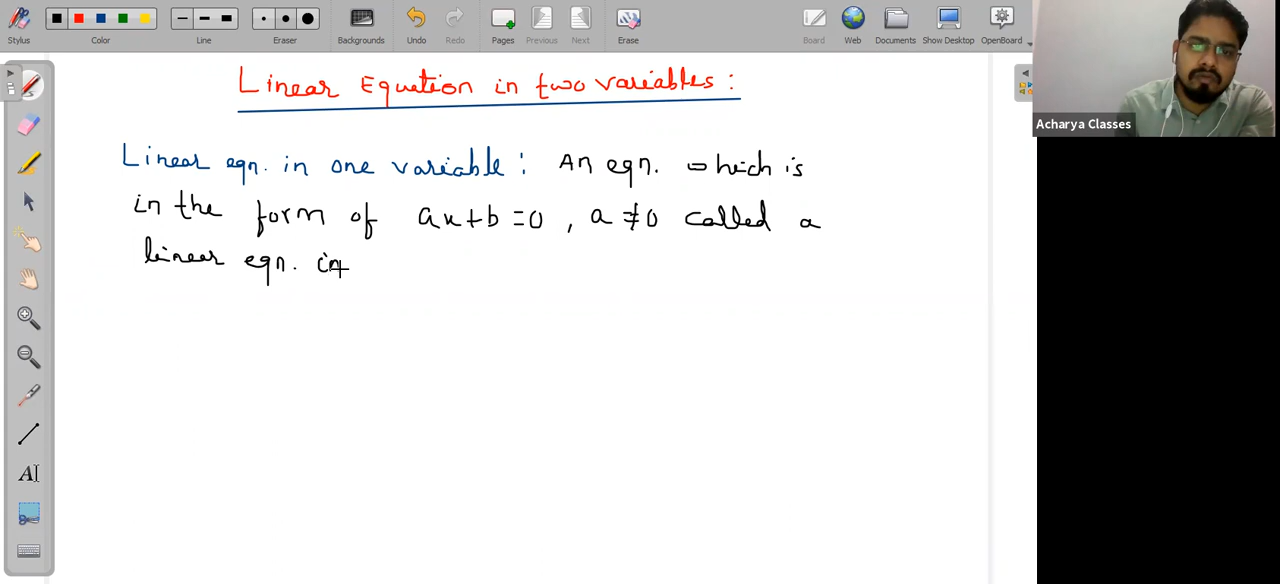 Stylus
Color
Line
Eraser
Backgrounds
Undo
Redo
Pages
Previous
Next
Erase
Board
Web
Documents
Show Desktop
OpenBoard
Linear Equation in two variables :
Linear eqn. in one variable : An eqn. which is
in the form of ax+b =0 , a ≠0 called a
linear eqn. in
Acharya Classes